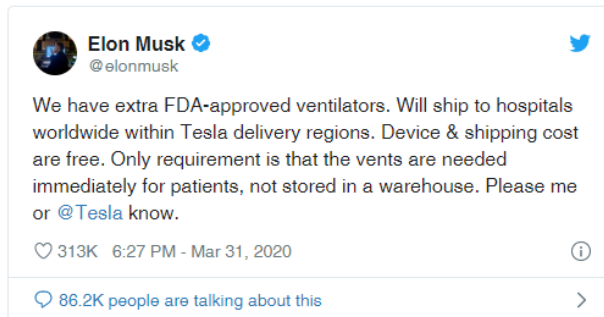 Elon Musk
@elonmusk
We have extra FDA-approved ventilators. Will ship to hospitals
worldwide within Tesla delivery regions. Device & shipping cost
are free. Only requirement is that the vents are needed
immediately for patients, not stored in a warehouse. Please me
or @Tesla know.
313K 6:27 PM - Mar 31, 2020
86.2K people are talking about this